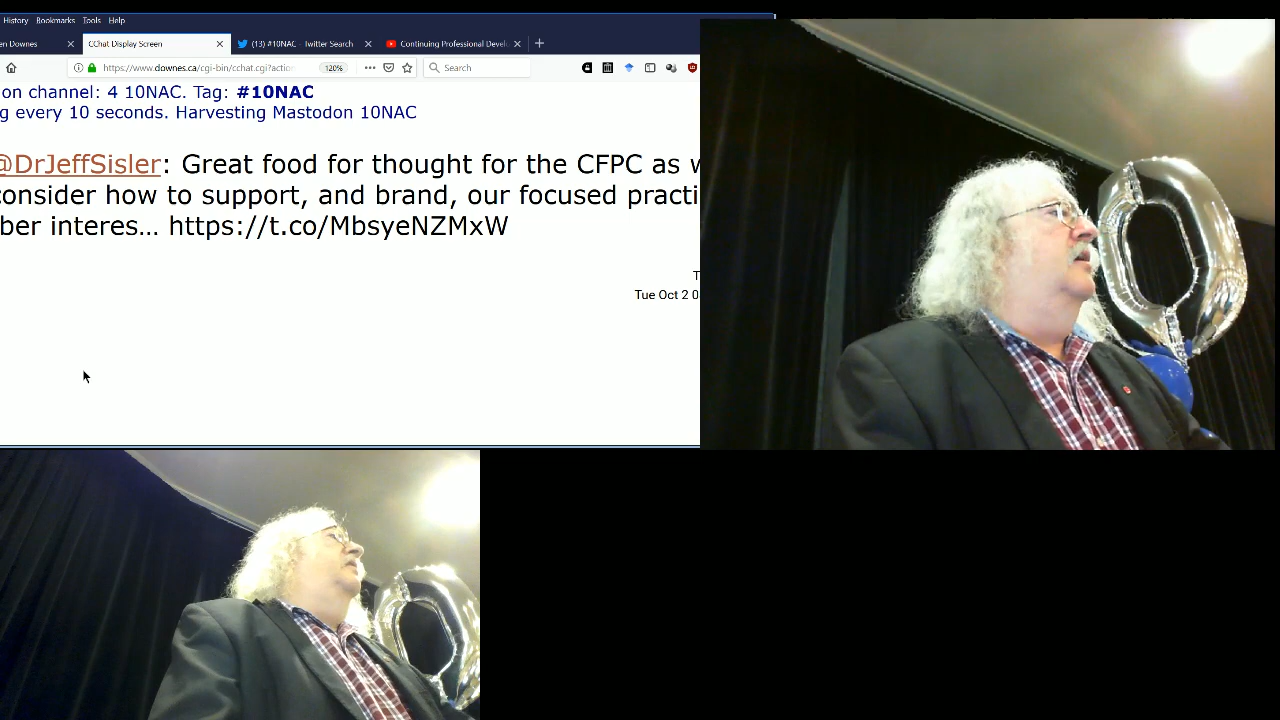 History Bookmarks Tools Help
en Downes
CChat Display Screen
(13) #10NAC - Twitter Search
Continuing Professional Devel
https://www.downes.ca/cgi-bin/cchat.cgi?action
120%
Search
on channel: 4 10NAC. Tag: #10NAC
g every 10 seconds. Harvesting Mastodon 10NAC
@DrJeffSisler: Great food for thought for the CFPC as w
consider how to support, and brand, our focused practi
ber interes… https://t.co/MbsyeNZMxW
T
Tue Oct 2 0